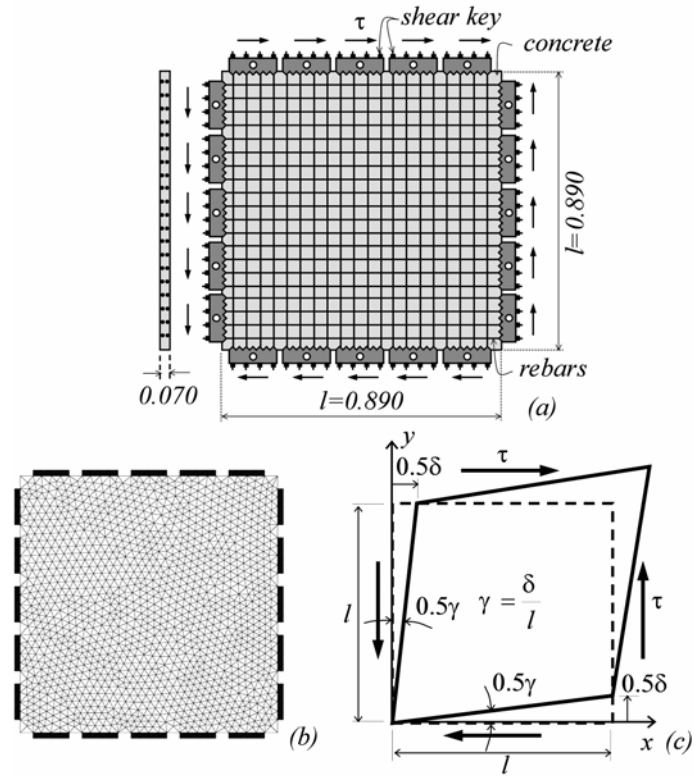 τ
shear key
concrete
l=0.890
rebars
0.070
l=0.890
(a)
(b)
y
0.5δ
τ
l
0.5γ
γ = δ/l
τ
0.5γ
0.5δ
x
(c)
l